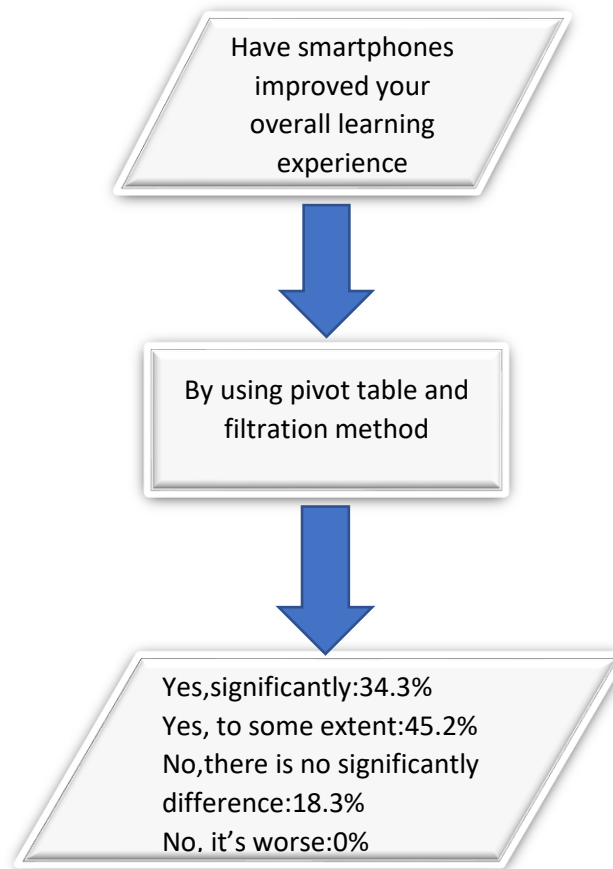 Have smartphones
improved your
overall learning
experience
By using pivot table and
filtration method
Yes,significantly:34.3%
Yes, to some extent:45.2%
No,there is no significantly
difference:18.3%
No, it’s worse:0%